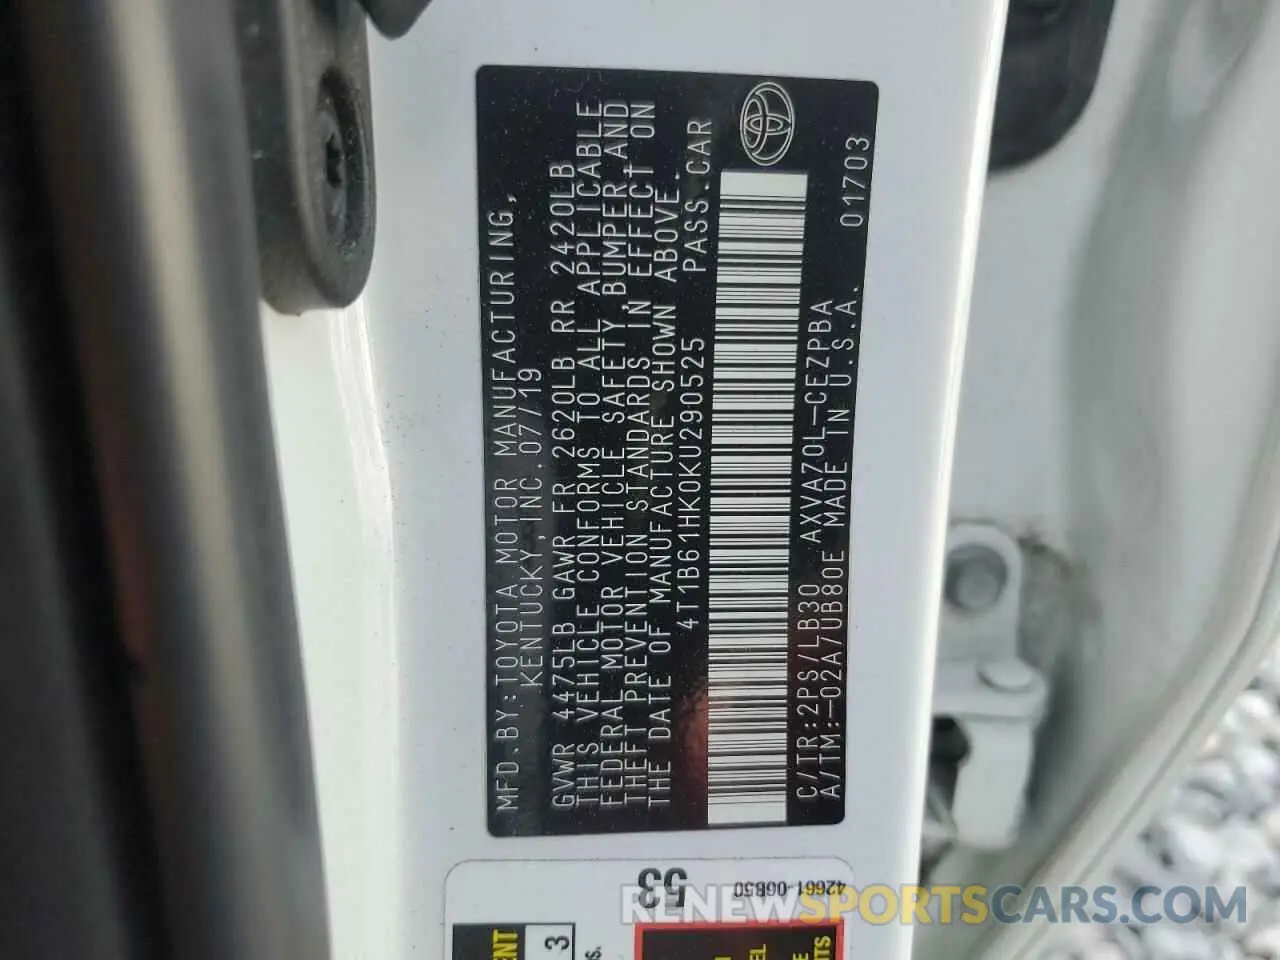 MFD.BY:TOYOTA MOTOR MANUFACTURING,
KENTUCKY,INC.07/19
GVWR 4475LB GAWR FR 2620LB RR 2420LB
THIS VEHICLE CONFORMS TO ALL APPLICABLE
FEDERAL MOTOR VEHICLE SAFETY,BUMPER,AND
THEFT PREVENTION STANDARDS IN EFFECT ON
THE DATE OF MANUFACTURE SHOWN ABOVE.
4T1B61HK0KU290525 PASS.CAR
C/TR:2PS/LB30 AXVA70L-CEZPBA
A/TM:-02A/UB80E MADE IN U.S.A. 01703
53
42661-06B50
3
RENEWSPORTSCARS.COM